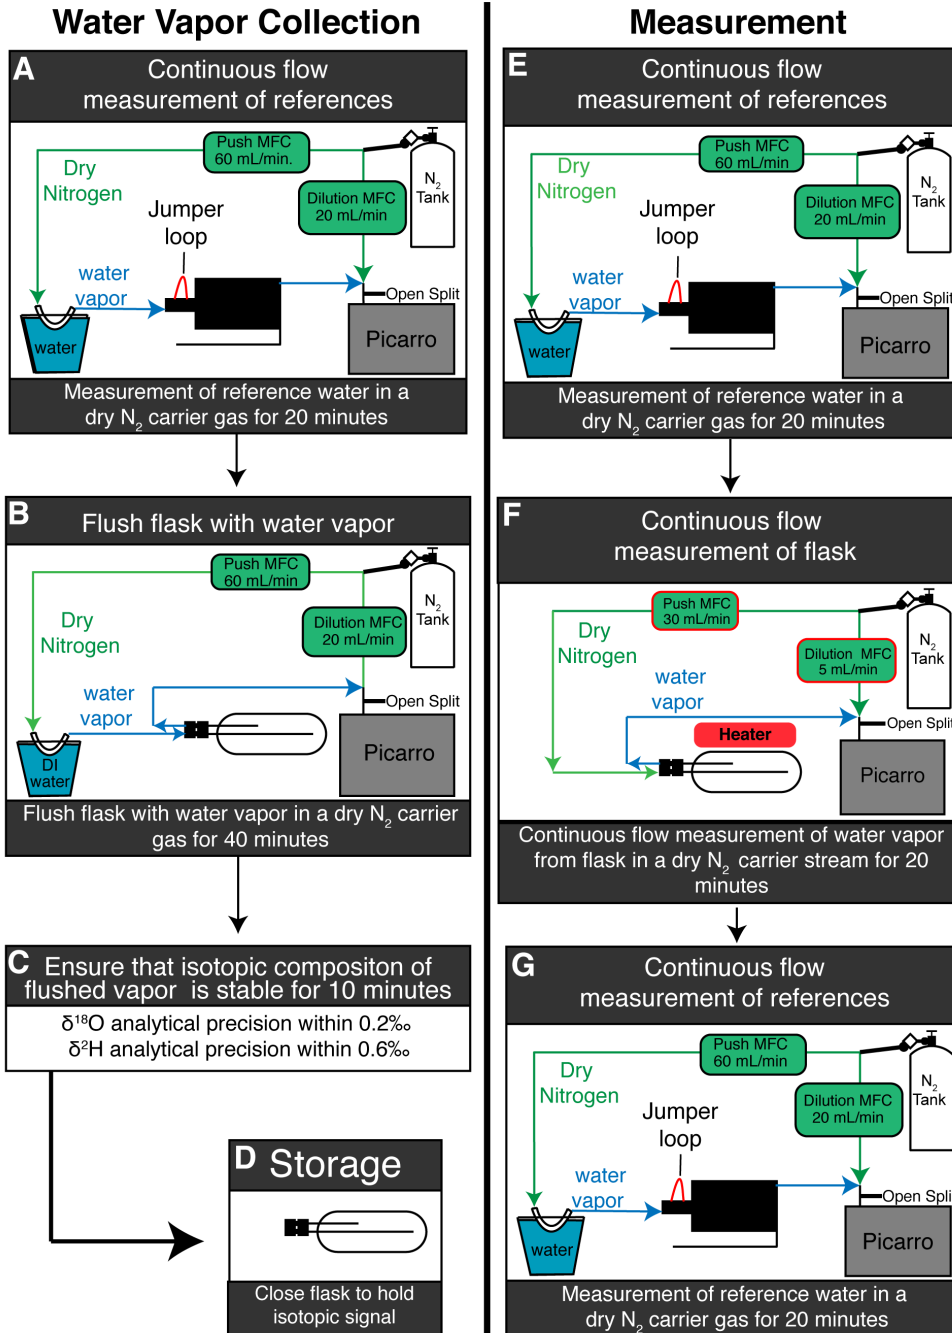 Water Vapor Collection
A
Continuous flow
measurement of references
Push MFC
60 mL/min.
Dry
Nitrogen
Dilution MFC
20 mL/min
N2
Tank
Jumper
loop
water
vapor
Open Split
water
Picarro
Measurement of reference water in a
dry N2 carrier gas for 20 minutes
B
Flush flask with water vapor
Push MFC
60 mL/min
Dry
Nitrogen
Dilution MFC
20 mL/min
N2
Tank
water
vapor
Open Split
DI
water
Picarro
Flush flask with water vapor in a dry N2 carrier
gas for 40 minutes
C
Ensure that isotopic compositon of
flushed vapor is stable for 10 minutes
δ18O analytical precision within 0.2‰
δ2H analytical precision within 0.6‰
D
Storage
Close flask to hold
isotopic signal
Measurement
E
Continuous flow
measurement of references
Push MFC
60 mL/min
Dry
Nitrogen
Dilution MFC
20 mL/min
N2
Tank
Jumper
loop
water
vapor
Open Split
water
Picarro
Measurement of reference water in a
dry N2 carrier gas for 20 minutes
F
Continuous flow
measurement of flask
Push MFC
30 mL/min
Dry
Nitrogen
Dilution MFC
5 mL/min
N2
Tank
water
vapor
Open Split
Heater
Picarro
Continuous flow measurement of water vapor
from flask in a dry N2 carrier stream for 20
minutes
G
Continuous flow
measurement of references
Push MFC
60 mL/min
Dry
Nitrogen
Dilution MFC
20 mL/min
N2
Tank
Jumper
loop
water
vapor
Open Split
water
Picarro
Measurement of reference water in a
dry N2 carrier gas for 20 minutes